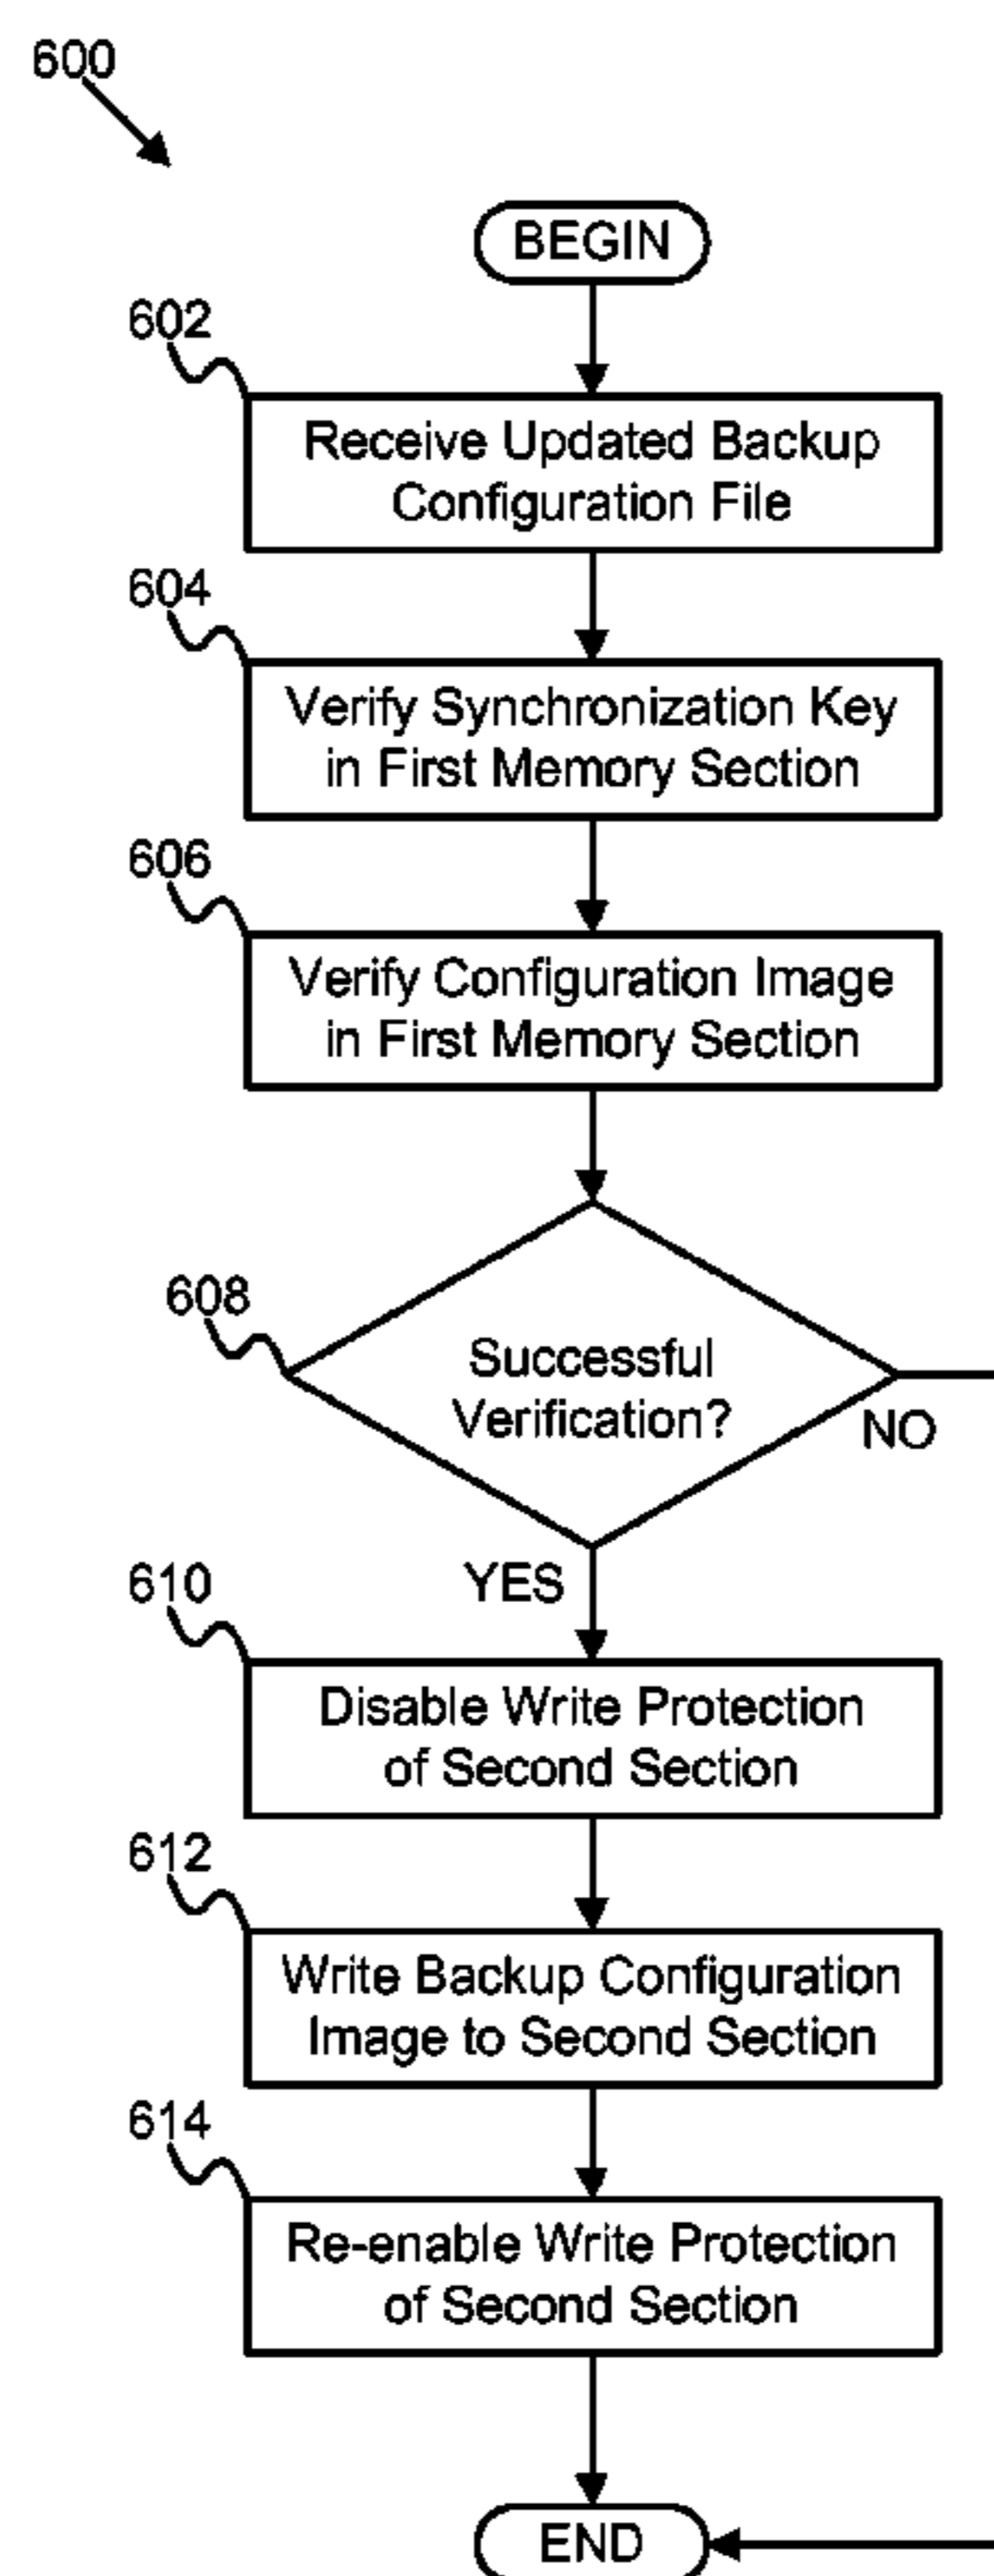 600
BEGIN
602
Receive Updated Backup
Configuration File
604
Verify Synchronization Key
in First Memory Section
606
Verify Configuration Image
in First Memory Section
608
Successful
Verification?
NO
YES
610
Disable Write Protection
of Second Section
612
Write Backup Configuration
Image to Second Section
614
Re-enable Write Protection
of Second Section
END